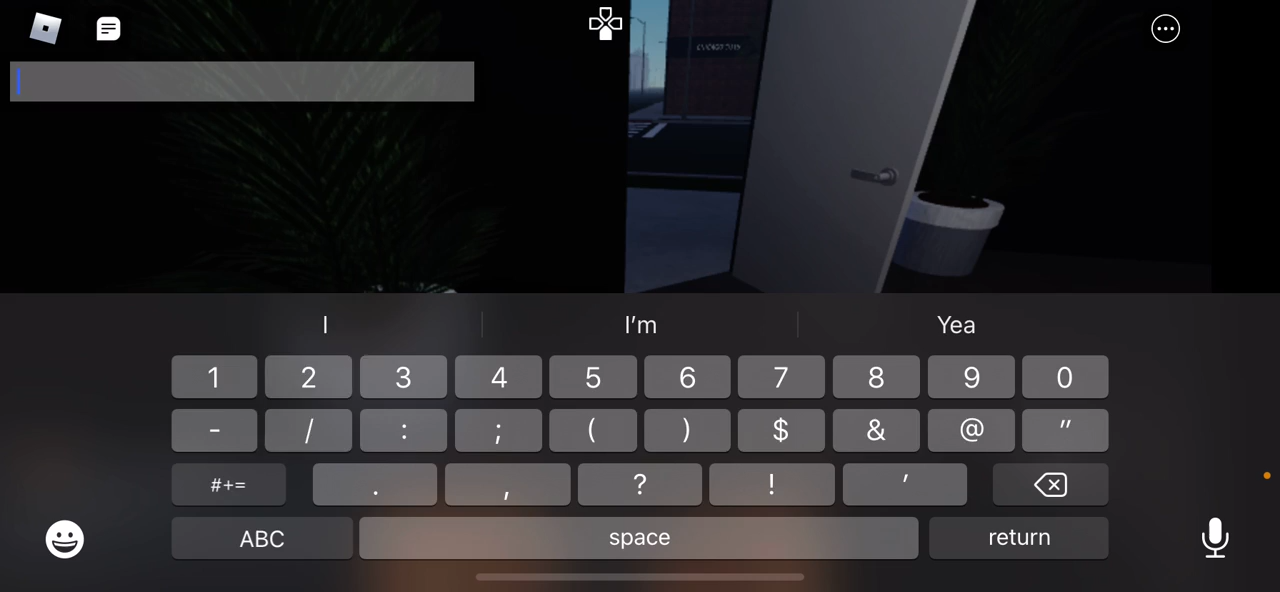 I I’m Yea
1 2 3 4 5 6 7 8 9 0
- / : ; ( ) $ & @ "
#+= . , ? ! ’
ABC space return